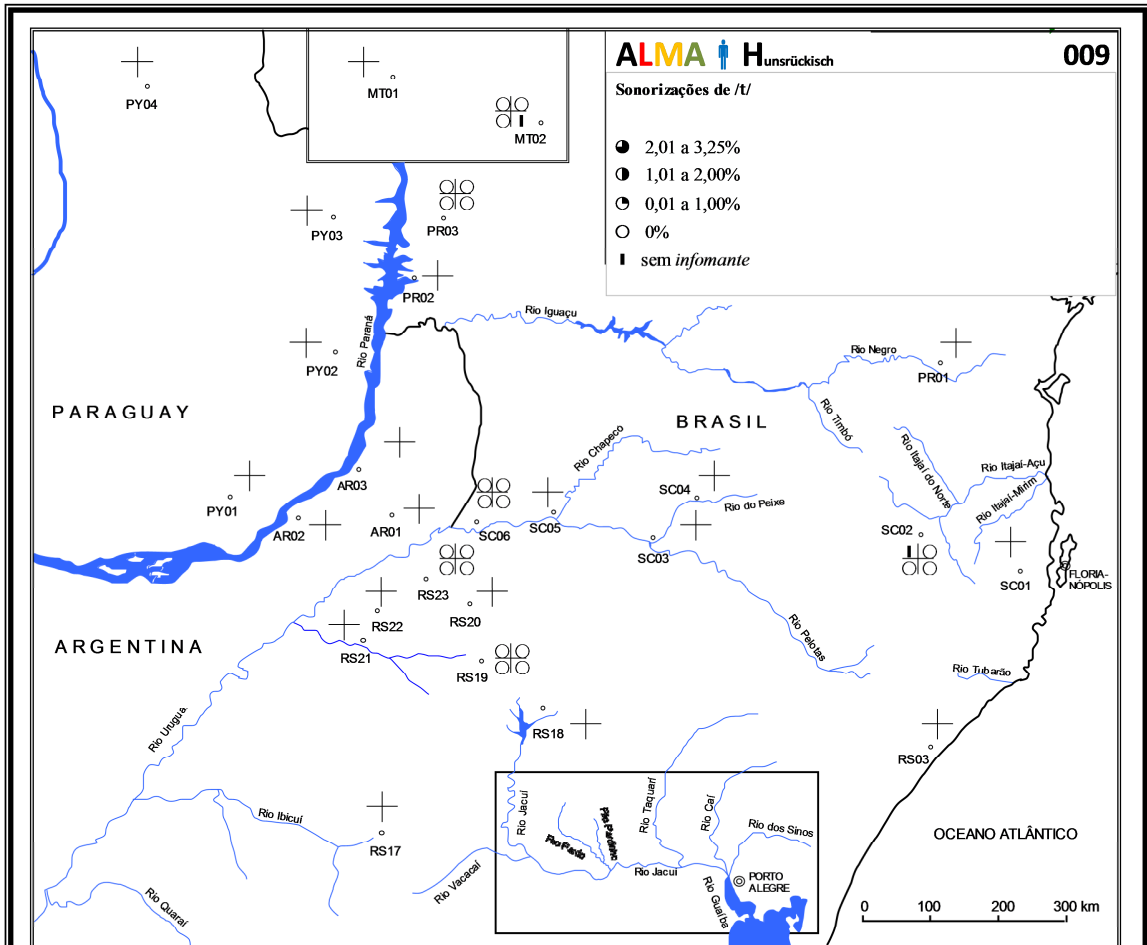 ALMA Hunsrückisch 009
Sonorizações de /t/
2,01 a 3,25%
1,01 a 2,00%
0,01 a 1,00%
0%
sem infomante
MT01
PY04
MT02
PY03
PR03
PR02
Rio Iguaçu
Rio Paraná
PY02
Rio Negro
PR01
PARAGUAY
BRASIL
Rio Timbó
Rio Chapecó
Rio Itajaí do Norte
Rio Itajaí-Açu
Rio Itajaí-Mirim
AR03
SC04
Rio do Peixe
PY01
AR02
AR01
SC06
SC05
SC03
SC02
SC01
FLORIA-
NÓPOLIS
RS23
RS20
RS22
RS21
RS19
ARGENTINA
Rio Pelotas
Rio Tubarão
Rio Urugua
RS18
RS03
Rio Jacuí
Rio Taquari
Rio Caí
Rio dos Sinos
Rio Pardo
Rio Pardinho
Rio Ibicuí
RS17
OCEANO ATLÂNTICO
Rio Vacacaí
Rio Jacuí
PORTO
ALEGRE
Rio Guaíba
Rio Quaraí
0 100 200 300 km